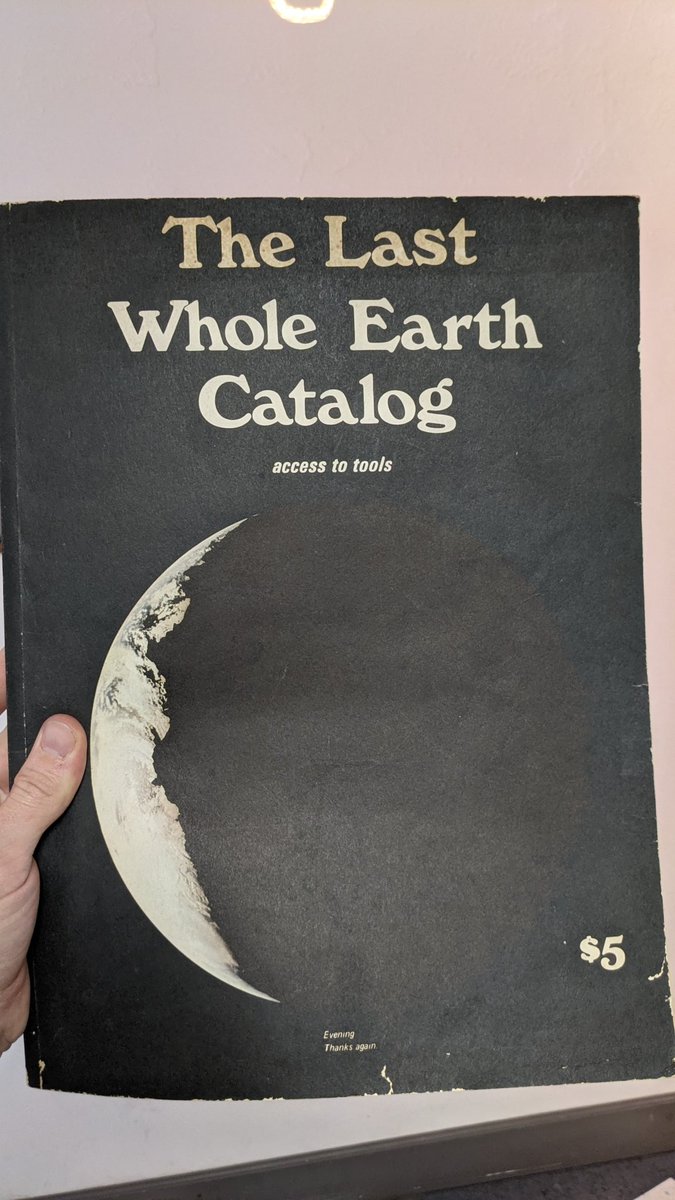 The Last
Whole Earth
Catalog
access to tools
$5
Evening
Thanks again.